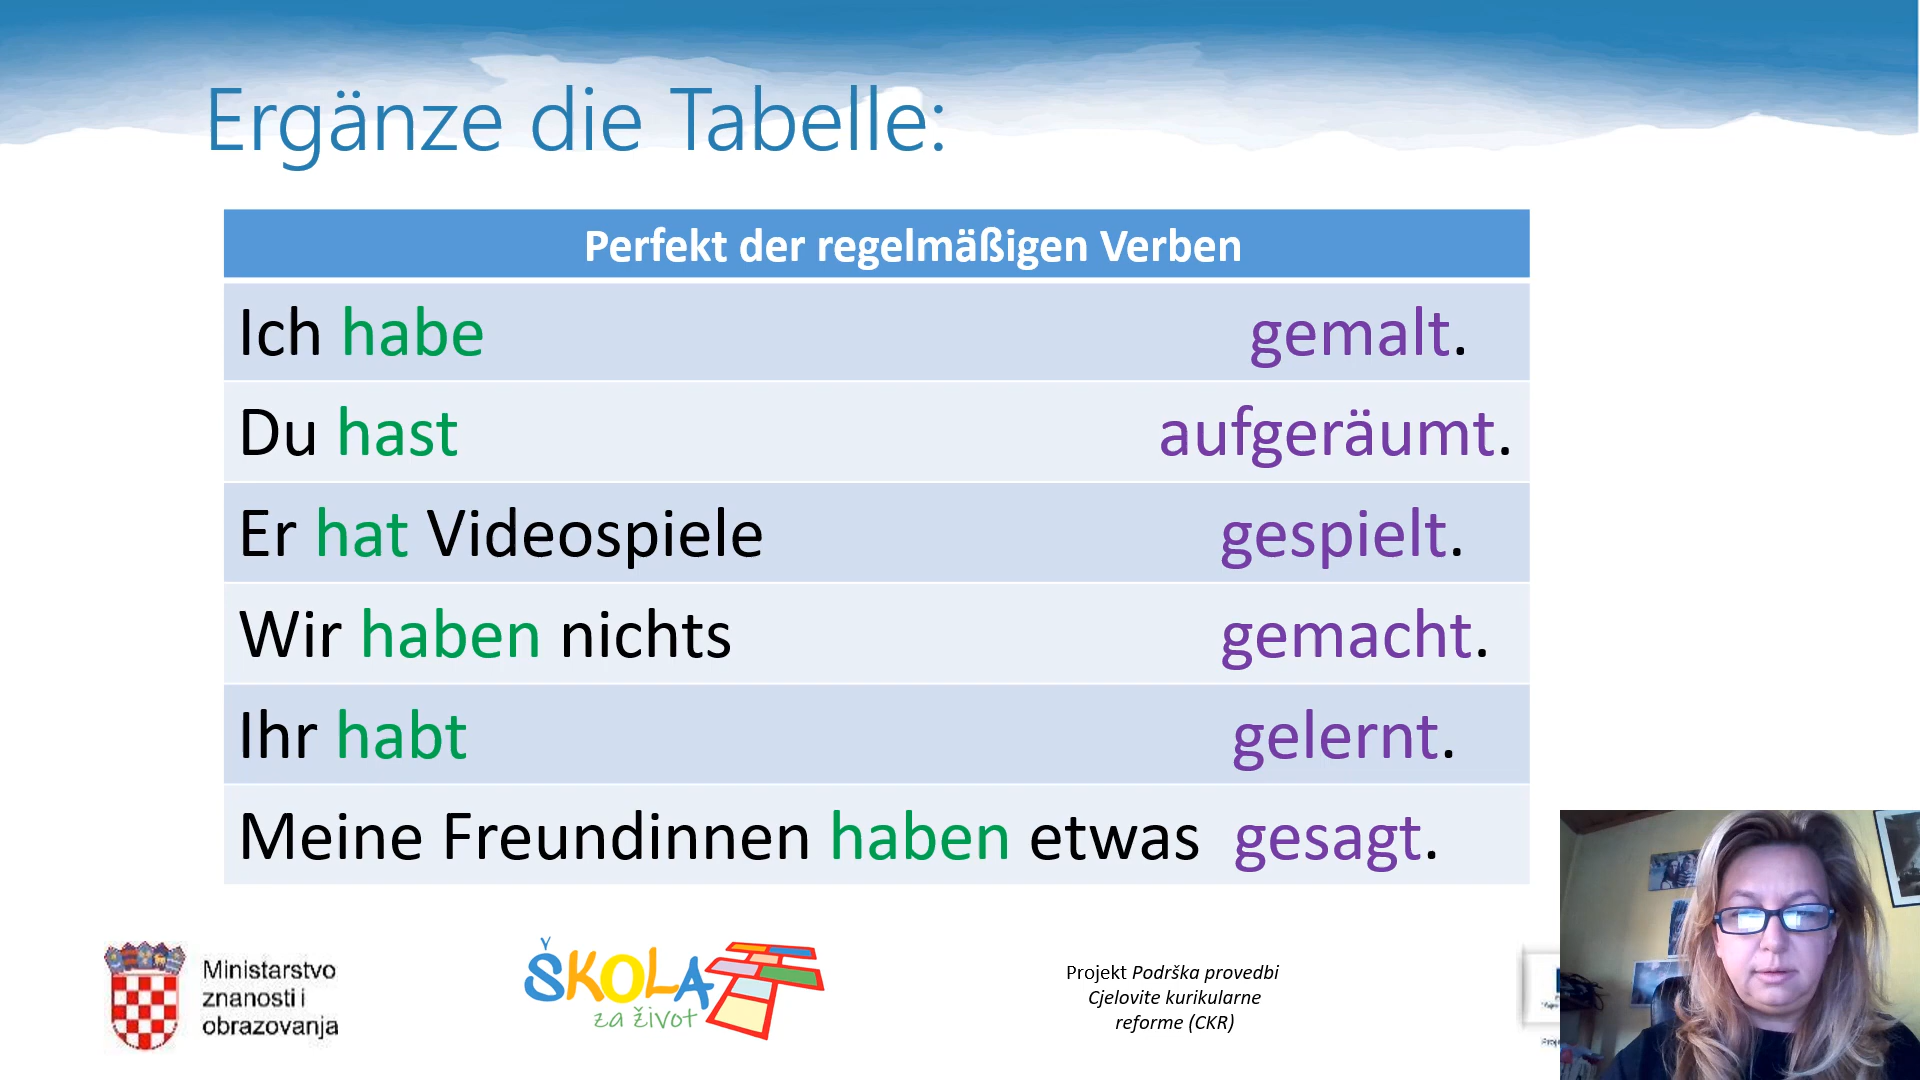 Ergänze die Tabelle:
Perfekt der regelmäßigen Verben
Ich habe gemalt.
Du hast aufgeräumt.
Er hat Videospiele gespielt.
Wir haben nichts gemacht.
Ihr habt gelernt.
Meine Freundinnen haben etwas gesagt.
Ministarstvo
znanosti i
obrazovanja
ŠKOLA
za život
Projekt Podrška provedbi
Cjelovite kurikularne
reforme (CKR)